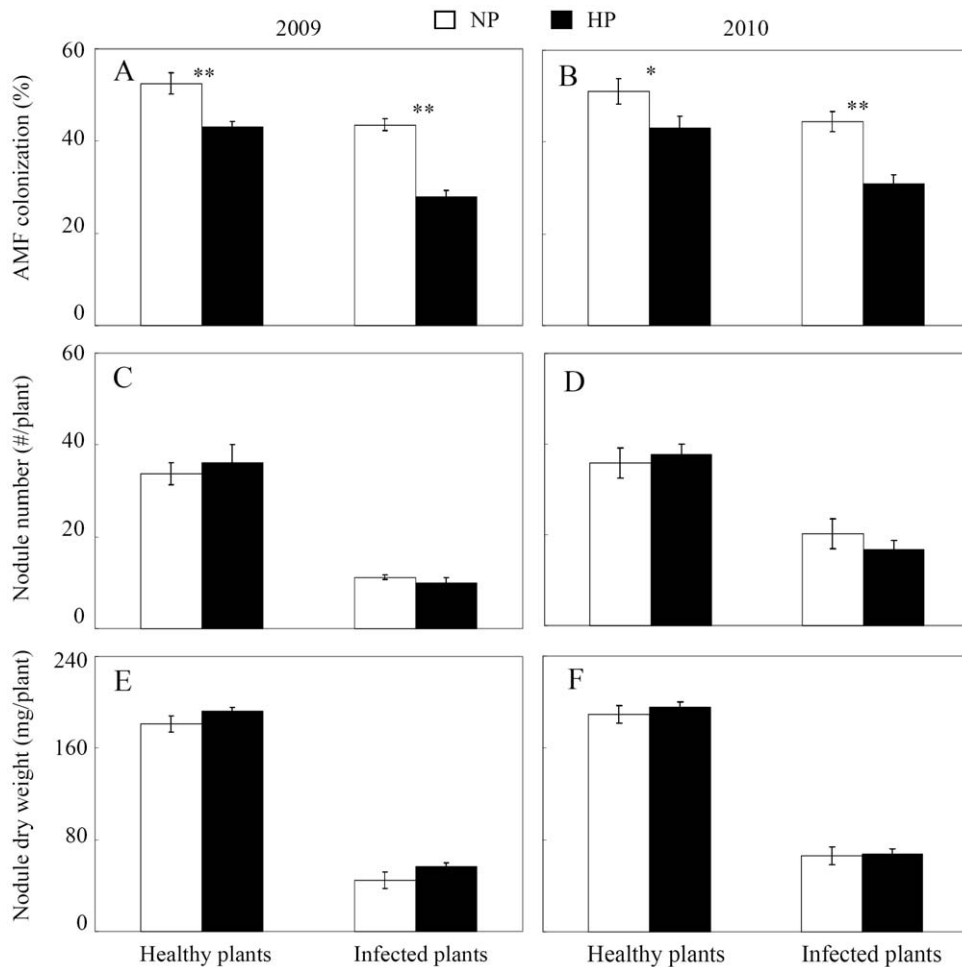 2009 NP HP 2010
AMF colonization (%)
60
40
20
0
A
**
**
B
*
**
Nodule number (#/plant)
60
40
20
0
C
D
Nodule dry weight (mg/plant)
240
160
80
0
E
F
Healthy plants Infected plants Healthy plants Infected plants